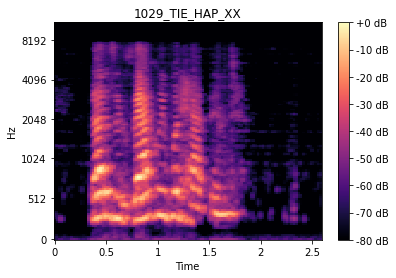 1029_TIE_HAP_XX
+0 dB
8192
-10 dB
4096
-20 dB
-30 dB
2048
Hz
-40 dB
1024
-50 dB
512
-60 dB
-70 dB
0
-80 dB
0 0.5 1 1.5 2 2.5
Time